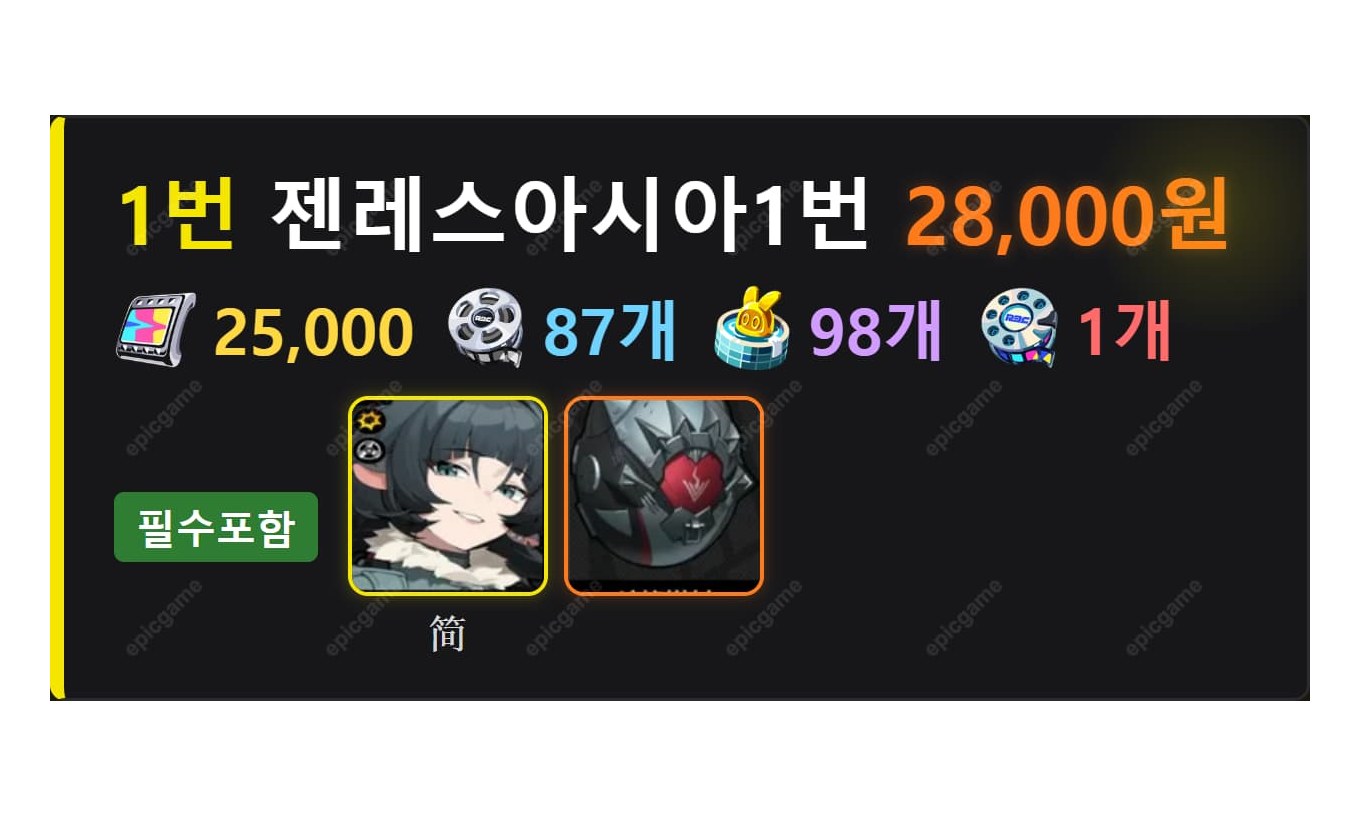 1번 젠레스아시아1번 28,000원
25,000 87개 98개 1개
필수포함
简
epicgame